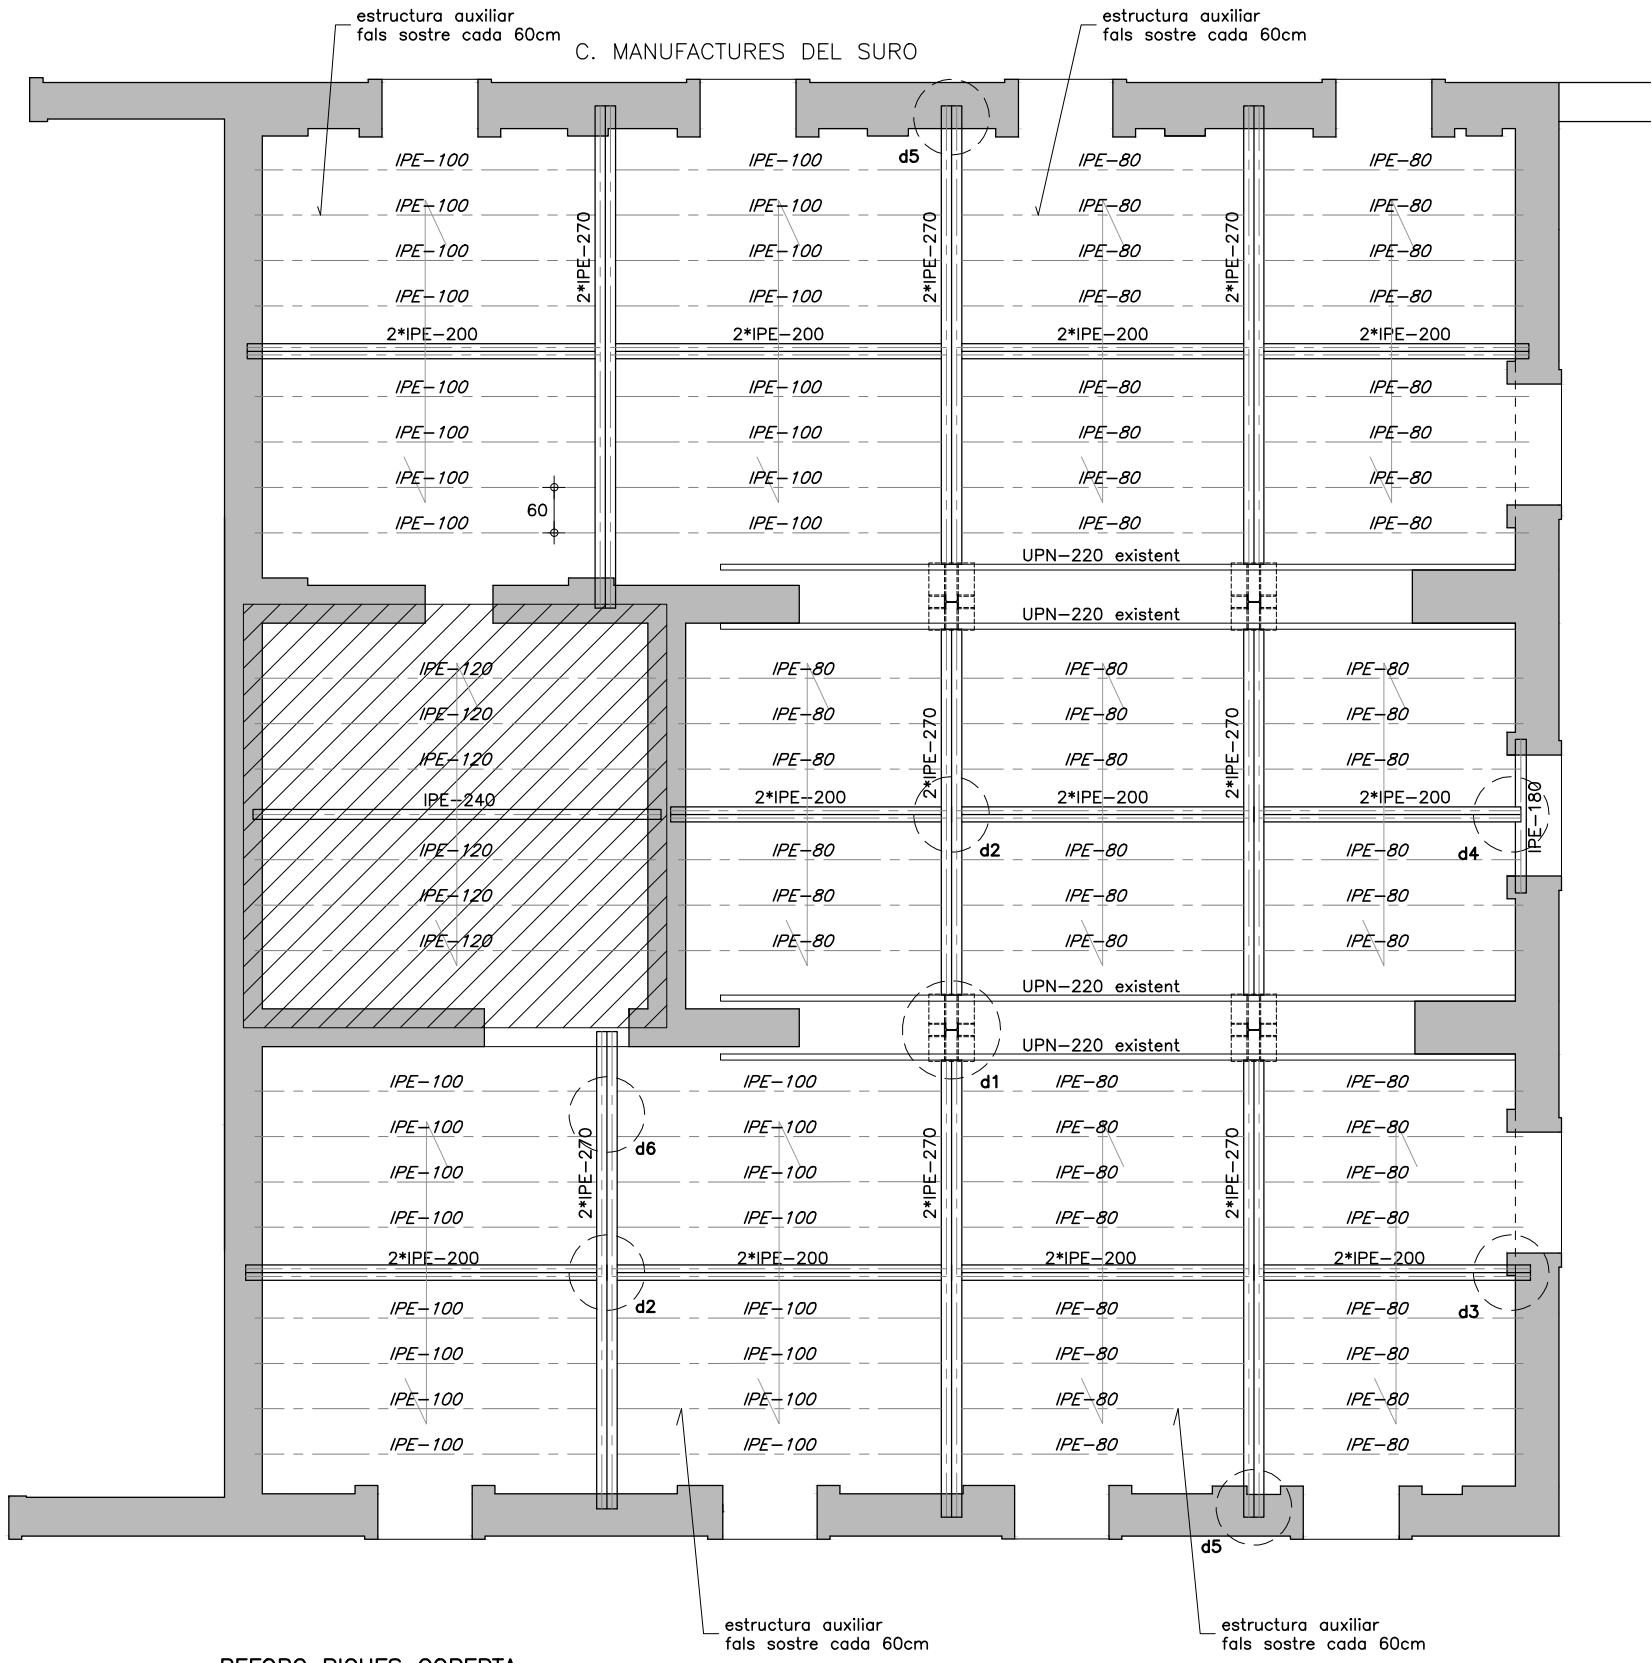 estructura auxiliar
fals sostre cada 60cm
estructura auxiliar
fals sostre cada 60cm
C. MANUFACTURES DEL SURO
d5
IPE-100 IPE-100 IPE-80 IPE-80
IPE-100 IPE-100 IPE-80 IPE-80
2*IPE-270 2*IPE-270 2*IPE-270
IPE-100 IPE-100 IPE-80 IPE-80
IPE-100 IPE-100 IPE-80 IPE-80
2*IPE-200 2*IPE-200 2*IPE-200 2*IPE-200
IPE-100 IPE-100 IPE-80 IPE-80
IPE-100 IPE-100 IPE-80 IPE-80
IPE-100 IPE-100 IPE-80 IPE-80
60
IPE-100 IPE-100 IPE-80 IPE-80
UPN-220 existent
UPN-220 existent
IPE-120 IPE-80 IPE-80 IPE-80
IPE-120 IPE-80 IPE-80 IPE-80
2*IPE-270 2*IPE-270
IPE-120 IPE-80 IPE-80 IPE-80
IPE-240 2*IPE-200 2*IPE-200 2*IPE-200
IPE-180
IPE-120 IPE-80 d2 IPE-80 IPE-80 d4
IPE-120 IPE-80 IPE-80 IPE-80
IPE-120 IPE-80 IPE-80 IPE-80
UPN-220 existent
UPN-220 existent
IPE-100 IPE-100 d1 IPE-80 IPE-80
IPE-100 IPE-100 IPE-80 IPE-80
d6
2*IPE-270 2*IPE-270 2*IPE-270
IPE-100 IPE-100 IPE-80 IPE-80
IPE-100 IPE-100 IPE-80 IPE-80
2*IPE-200 2*IPE-200 2*IPE-200 2*IPE-200
IPE-100 d2 IPE-100 IPE-80 IPE-80 d3
IPE-100 IPE-100 IPE-80 IPE-80
IPE-100 IPE-100 IPE-80 IPE-80
IPE-100 IPE-100 IPE-80 IPE-80
d5
estructura auxiliar
fals sostre cada 60cm
estructura auxiliar
fals sostre cada 60cm